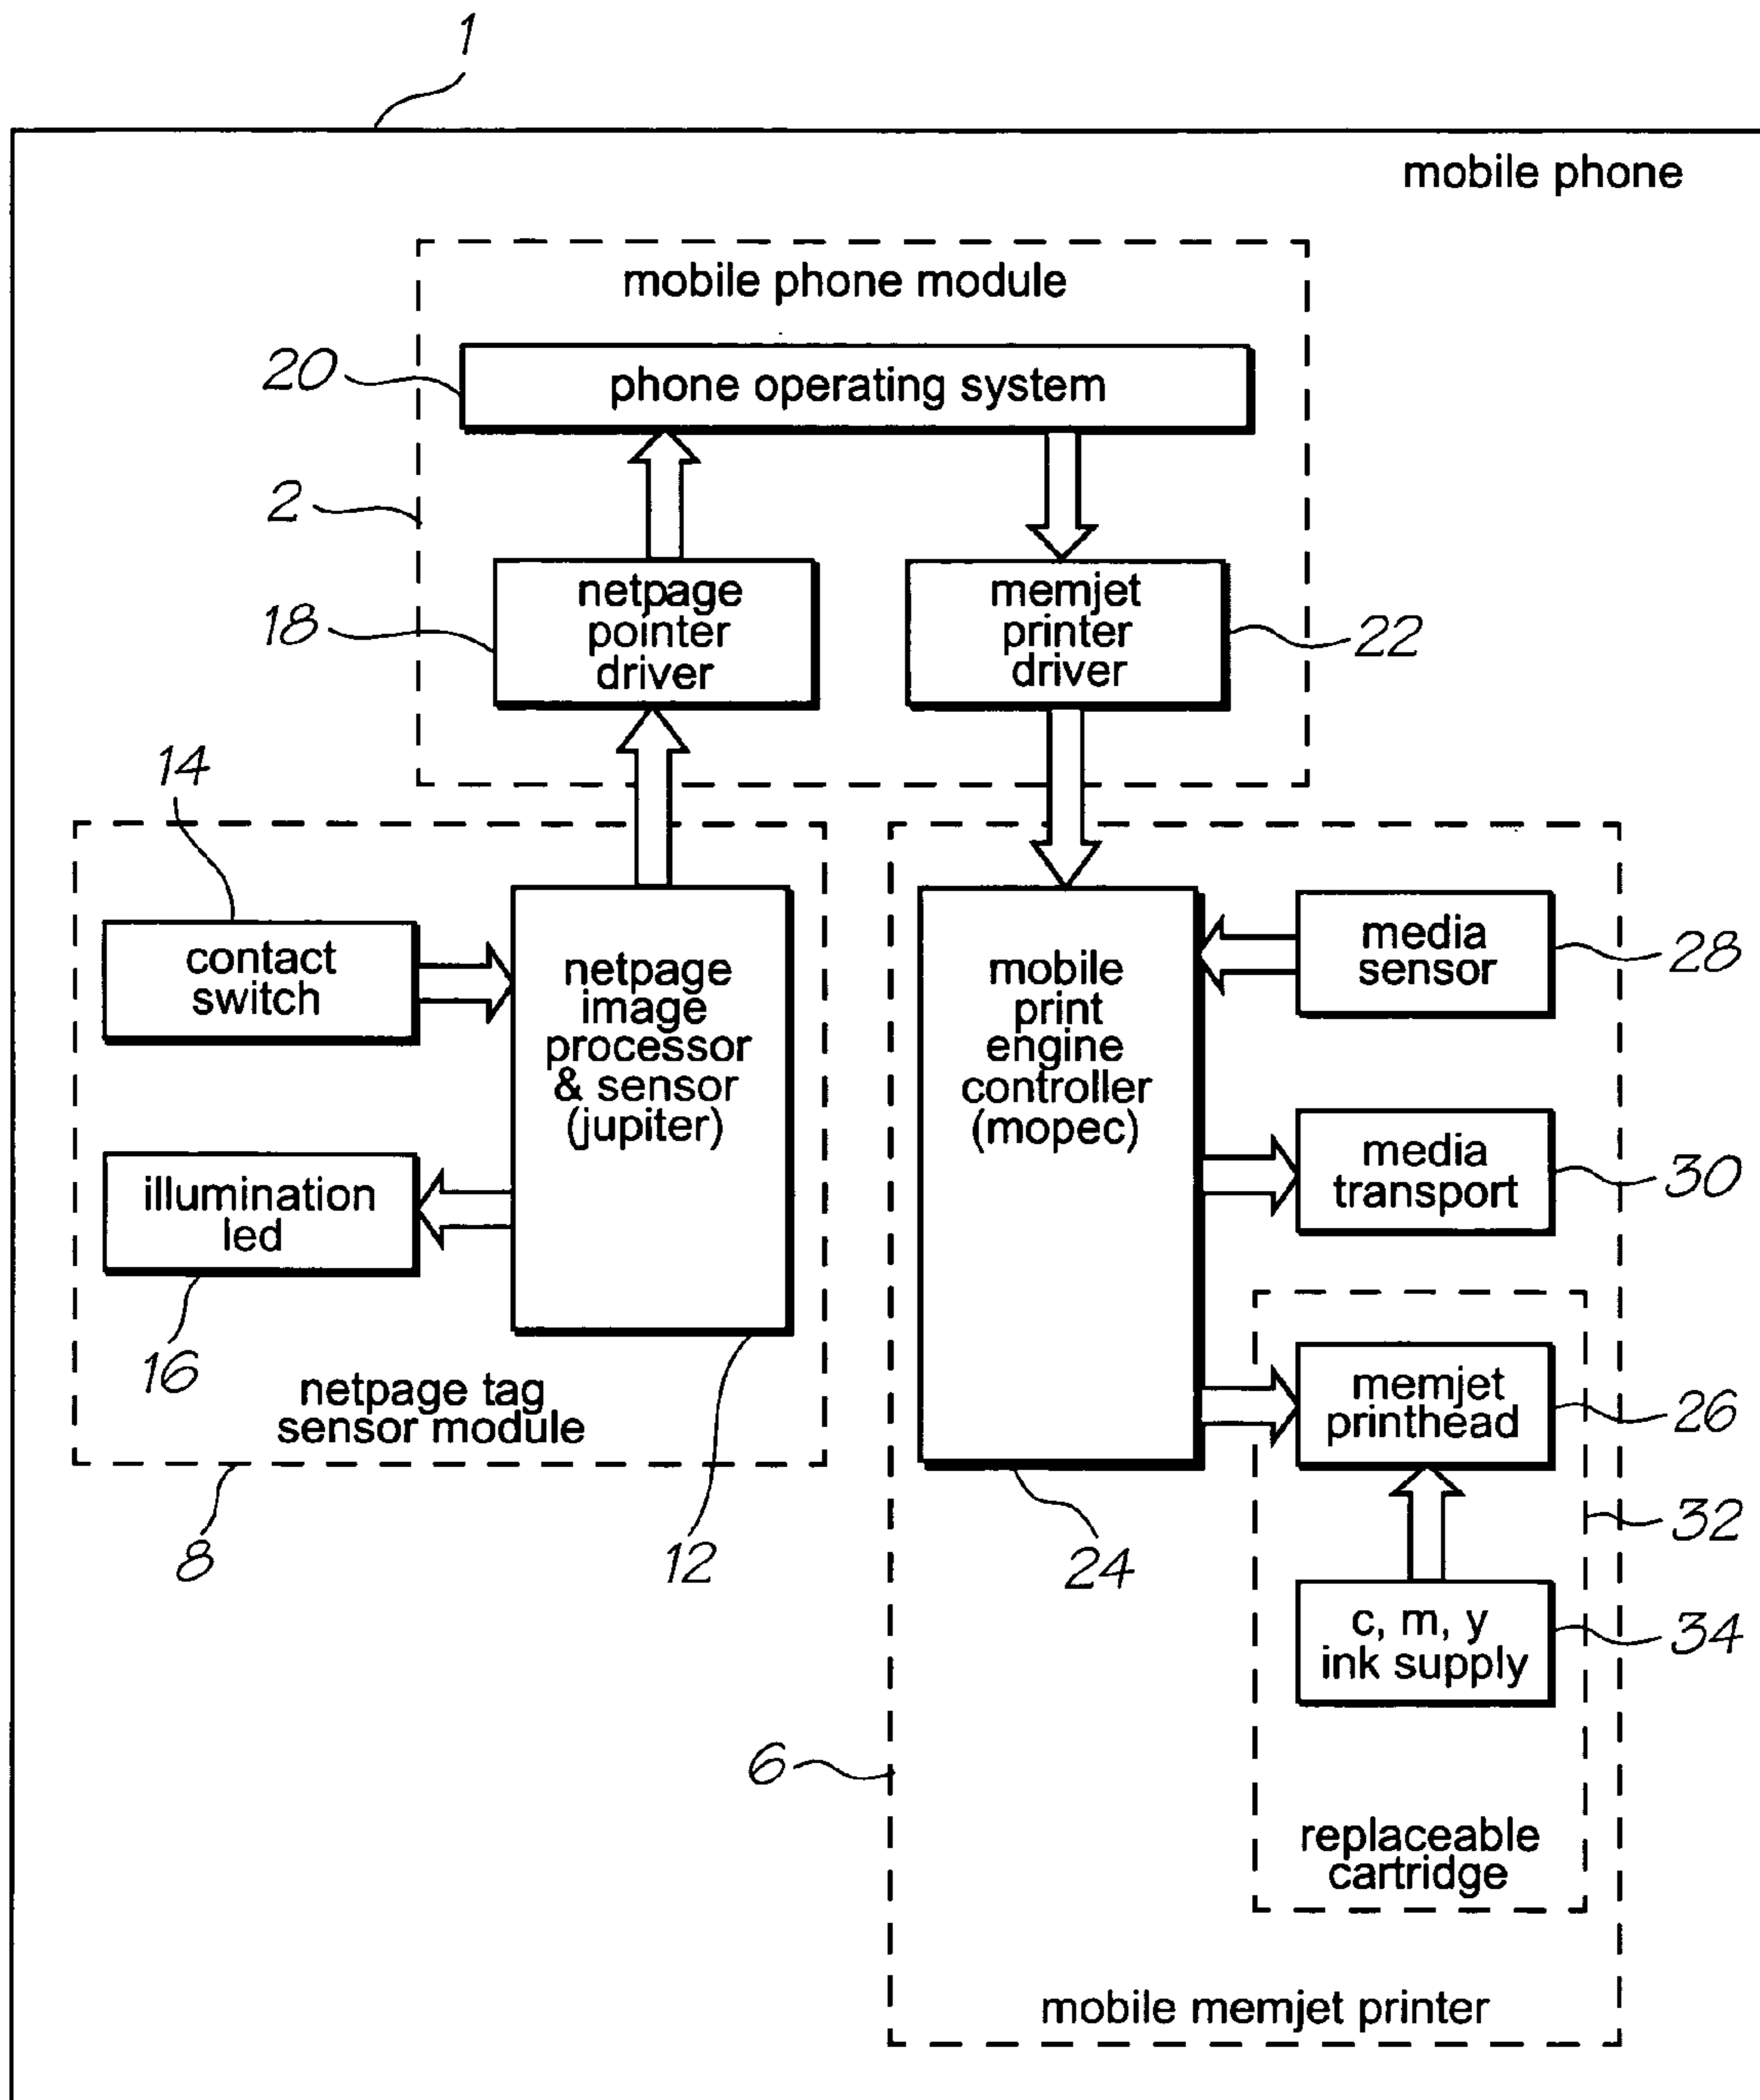 1
mobile phone
mobile phone module
20
phone operating system
2
18
netpage
pointer
driver
memjet
printer
driver
22
14
contact
switch
netpage
image
processor
& sensor
(jupiter)
illumination
led
16
netpage tag
sensor module
8
12
mobile
print
engine
controller
(mopec)
media
sensor
28
media
transport
30
memjet
printhead
26
32
24
c, m, y
ink supply
34
6
replaceable
cartridge
mobile memjet printer